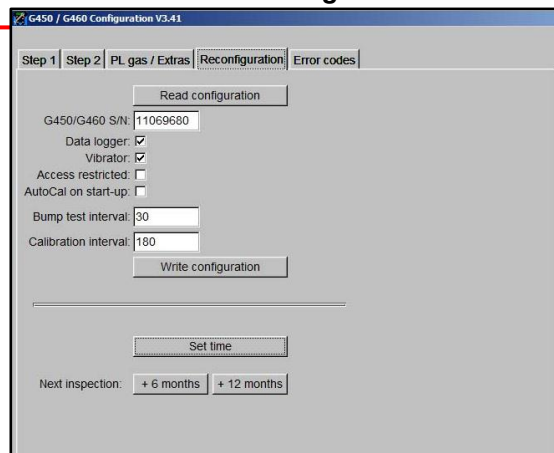 G450 / G460 Configuration V3.41
Step 1 Step 2 PL gas / Extras Reconfiguration Error codes
Read configuration
G450/G460 S/N: 11069680
Data logger:
Vibrator:
Access restricted:
AutoCal on start-up:
Bump test interval: 30
Calibration interval: 180
Write configuration
Set time
Next inspection: + 6 months + 12 months